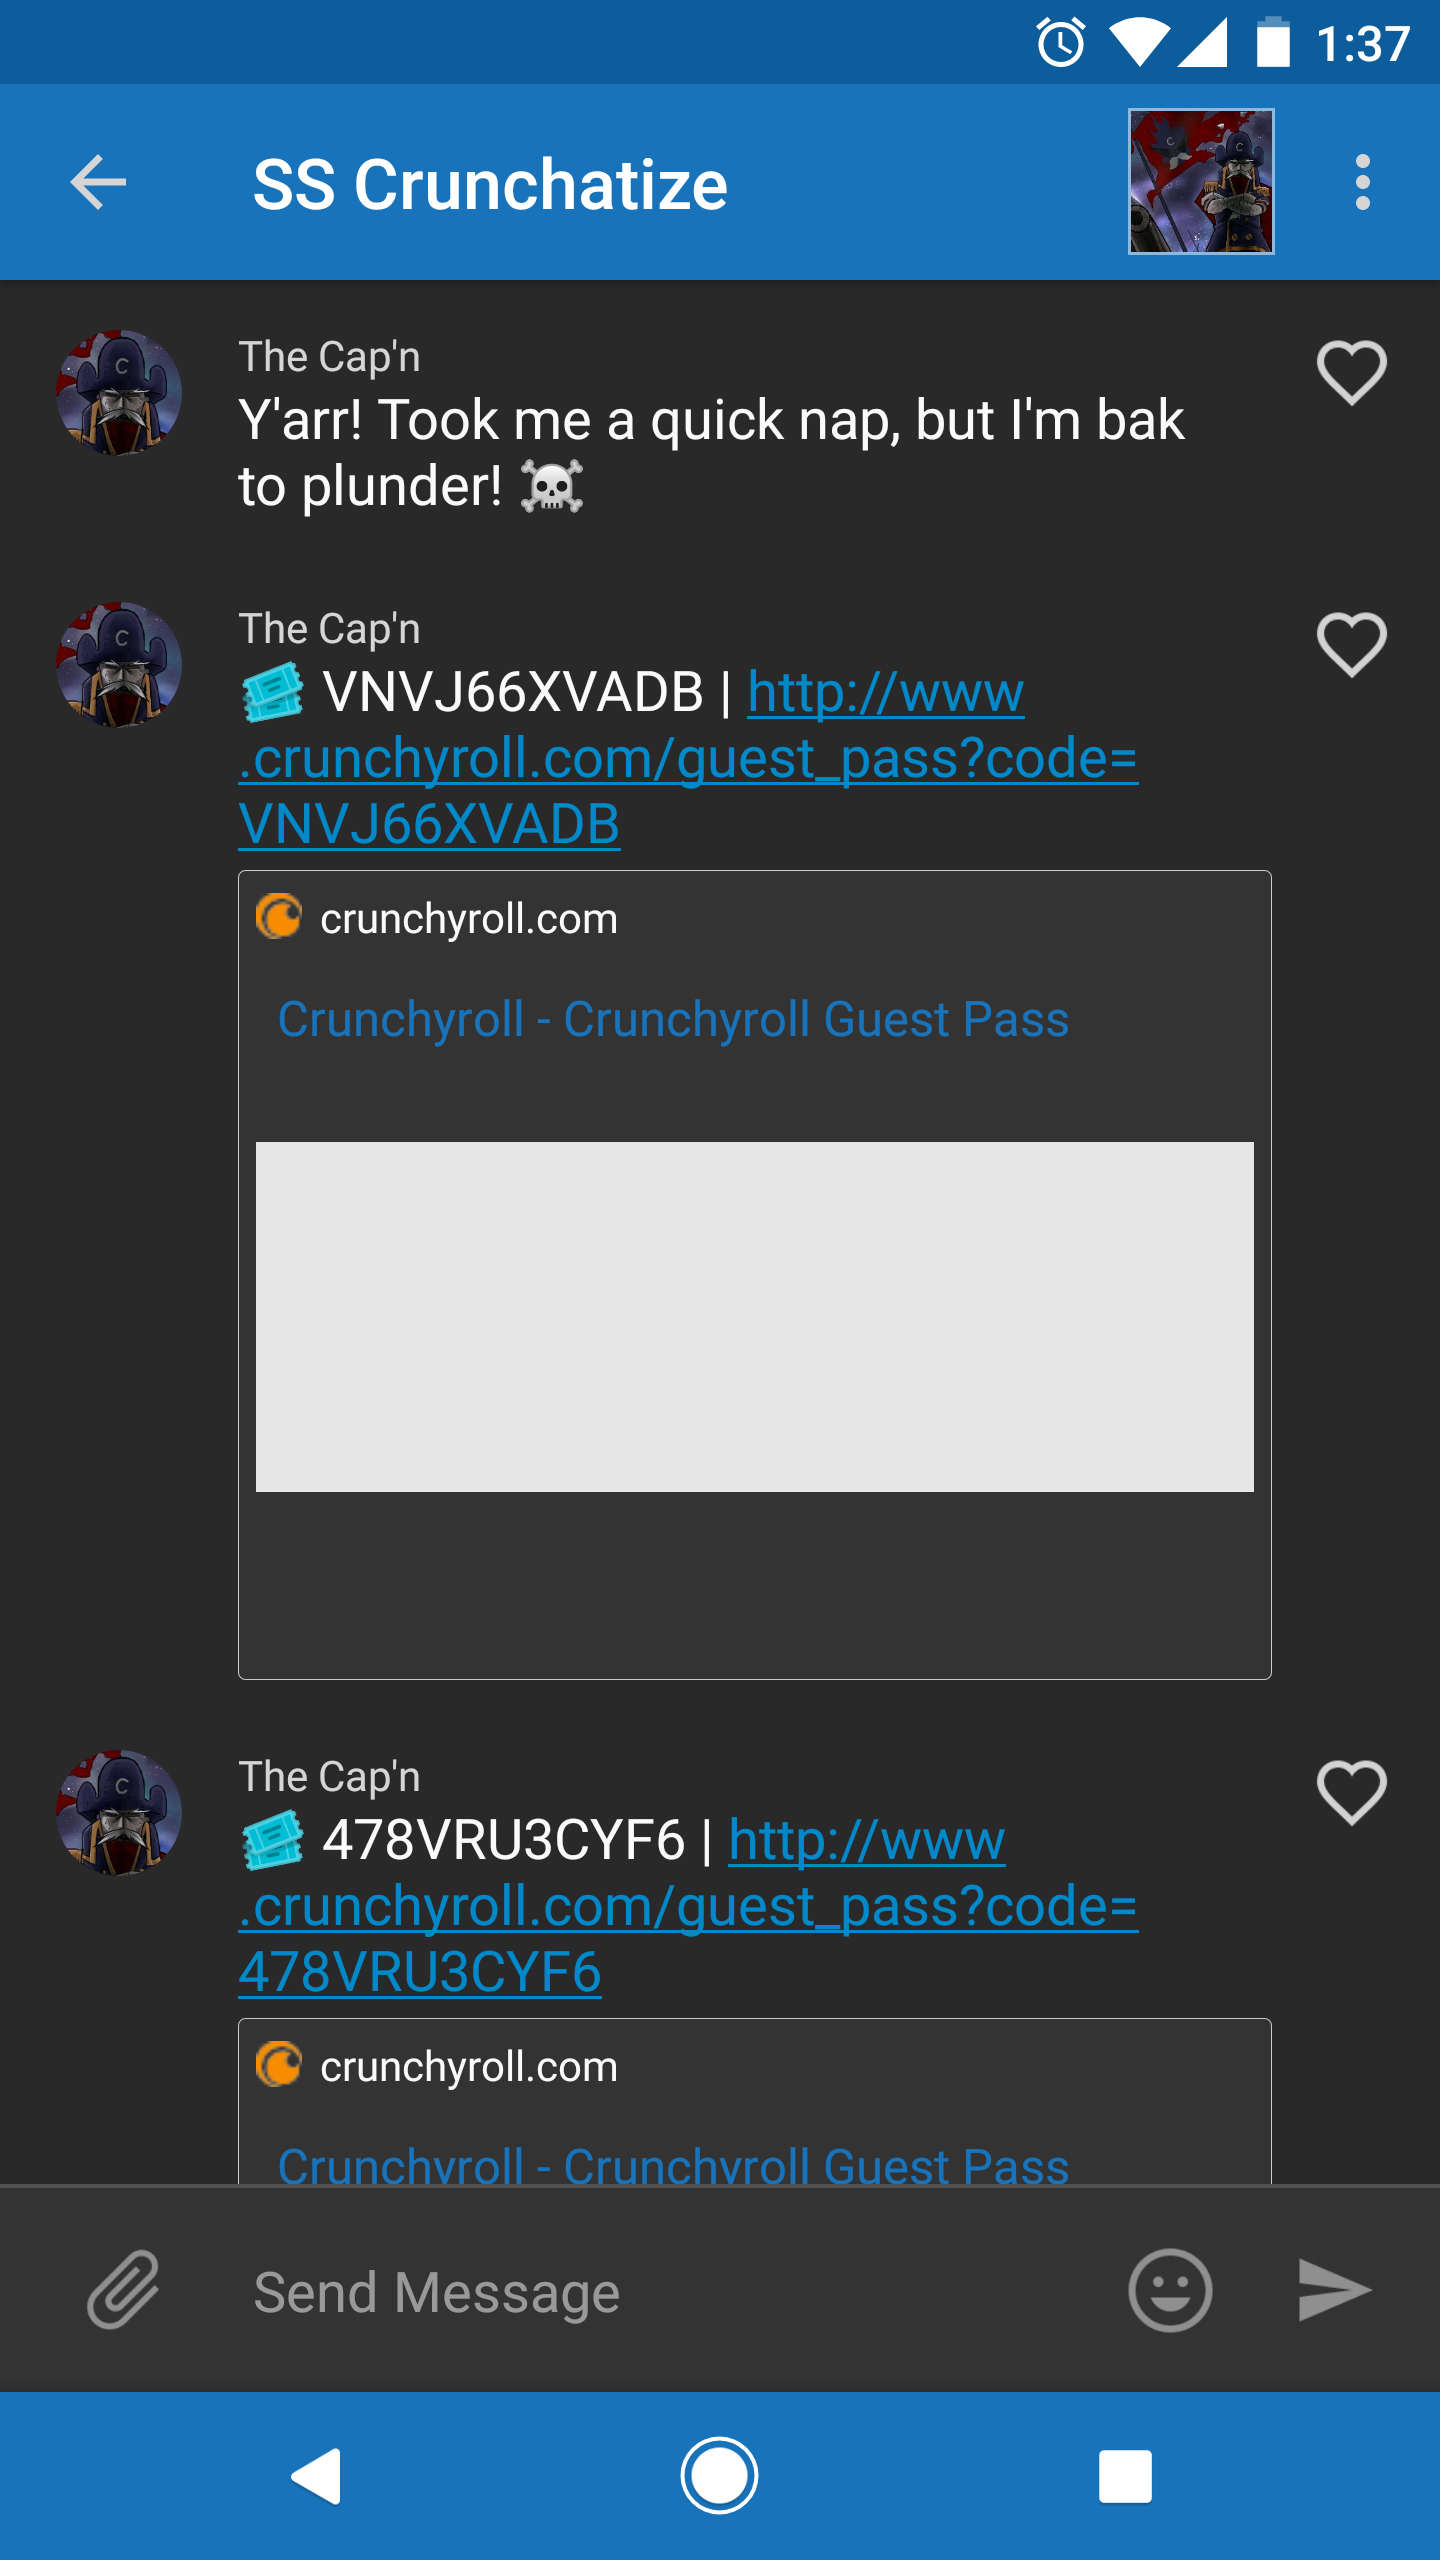 1:37
SS Crunchatize
The Cap'n
Y'arr! Took me a quick nap, but I'm bak
to plunder! ☠
The Cap'n
🎟 VNVJ66XVADB | http://www
.crunchyroll.com/guest_pass?code=
VNVJ66XVADB
crunchyroll.com
Crunchyroll - Crunchyroll Guest Pass
The Cap'n
🎟 478VRU3CYF6 | http://www
.crunchyroll.com/guest_pass?code=
478VRU3CYF6
crunchyroll.com
Crunchyroll - Crunchyroll Guest Pass
Send Message